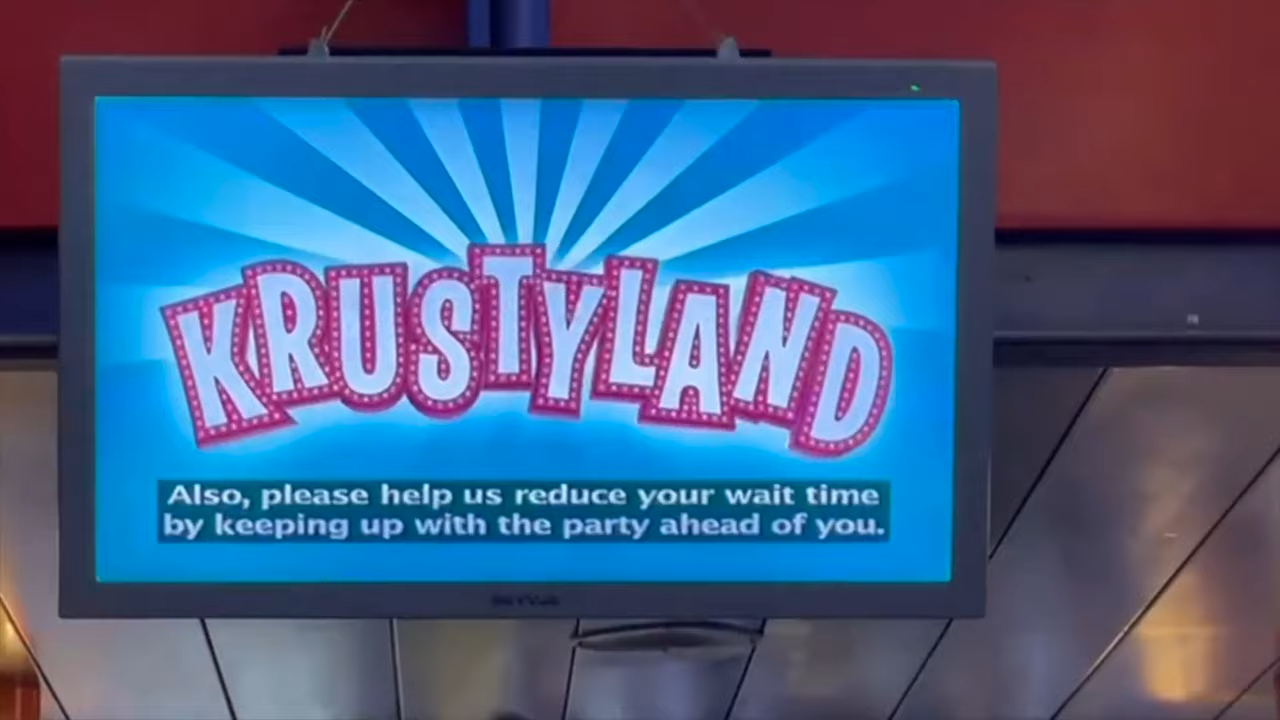 KRUSTYLAND
Also, please help us reduce your wait time
by keeping up with the party ahead of you.